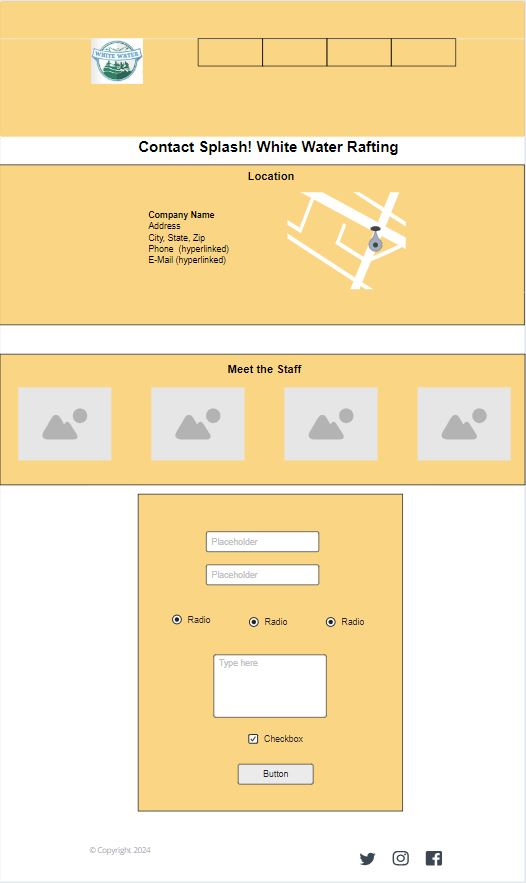 WHITE WATER
Contact Splash! White Water Rafting
Location
Company Name
Address
City, State, Zip
Phone (hyperlinked)
E-Mail (hyperlinked)
Meet the Staff
Placeholder
Placeholder
Radio Radio Radio
Type here
Checkbox
Button
© Copyright 2024